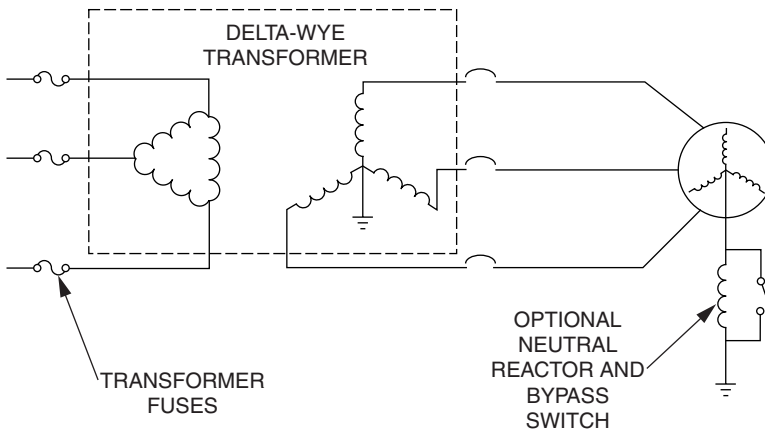 DELTA-WYE
TRANSFORMER
OPTIONAL
NEUTRAL
REACTOR AND
BYPASS
SWITCH
TRANSFORMER
FUSES